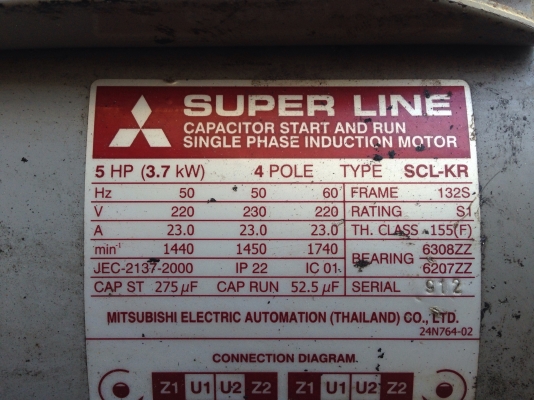 SUPER LINE
CAPACITOR START AND RUN
SINGLE PHASE INDUCTION MOTOR
5 HP (3.7 kW) 4 POLE TYPE SCL-KR
Hz 50 50 60 FRAME 132S
V 220 230 220 RATING S1
A 23.0 23.0 23.0 TH. CLASS 155(F)
min⁻¹ 1440 1450 1740 BEARING 6308ZZ
JEC-2137-2000 IP 22 IC 01 6207ZZ
CAP ST 275 µF CAP RUN 52.5 µF SERIAL 912
MITSUBISHI ELECTRIC AUTOMATION (THAILAND) CO., LTD.
24N764-02
CONNECTION DIAGRAM.
Z1 U1 U2 Z2 Z1 U1 U2 Z2